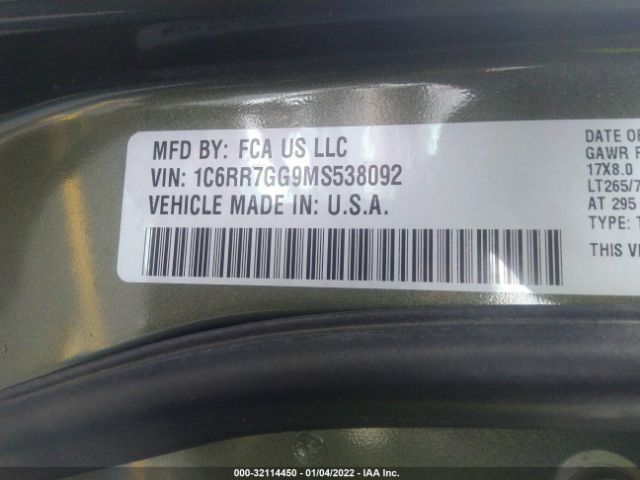 MFD BY: FCA US LLC
VIN: 1C6RR7GG9MS538092
VEHICLE MADE IN: U.S.A.
DATE OF
GAWR
17X8.0
LT265/7
AT 295
TYPE:
THIS
000-32114450 - 01/04/2022 - IAA Inc.